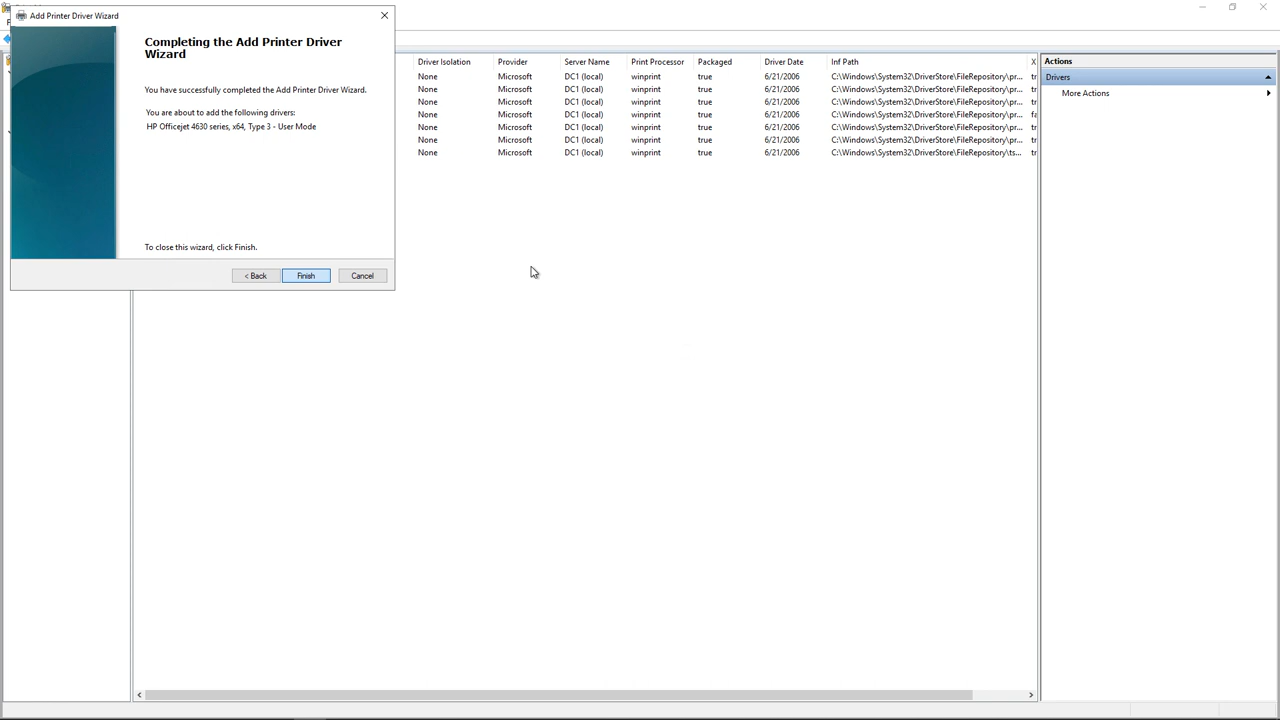 Add Printer Driver Wizard
Completing the Add Printer Driver
Wizard
You have successfully completed the Add Printer Driver Wizard.
You are about to add the following drivers:
HP Officejet 4630 series, x64, Type 3 - User Mode
To close this wizard, click Finish.
< Back Finish Cancel
Driver Isolation Provider Server Name Print Processor Packaged Driver Date Inf Path
None Microsoft DC1 (local) winprint true 6/21/2006 C:\Windows\System32\DriverStore\FileRepository\pr... tr
None Microsoft DC1 (local) winprint true 6/21/2006 C:\Windows\System32\DriverStore\FileRepository\pr... tr
None Microsoft DC1 (local) winprint true 6/21/2006 C:\Windows\System32\DriverStore\FileRepository\pr... tr
None Microsoft DC1 (local) winprint true 6/21/2006 C:\Windows\System32\DriverStore\FileRepository\pr... fa
None Microsoft DC1 (local) winprint true 6/21/2006 C:\Windows\System32\DriverStore\FileRepository\pr... tr
None Microsoft DC1 (local) winprint true 6/21/2006 C:\Windows\System32\DriverStore\FileRepository\pr... tr
None Microsoft DC1 (local) winprint true 6/21/2006 C:\Windows\System32\DriverStore\FileRepository\ts... tr
Actions
Drivers
More Actions